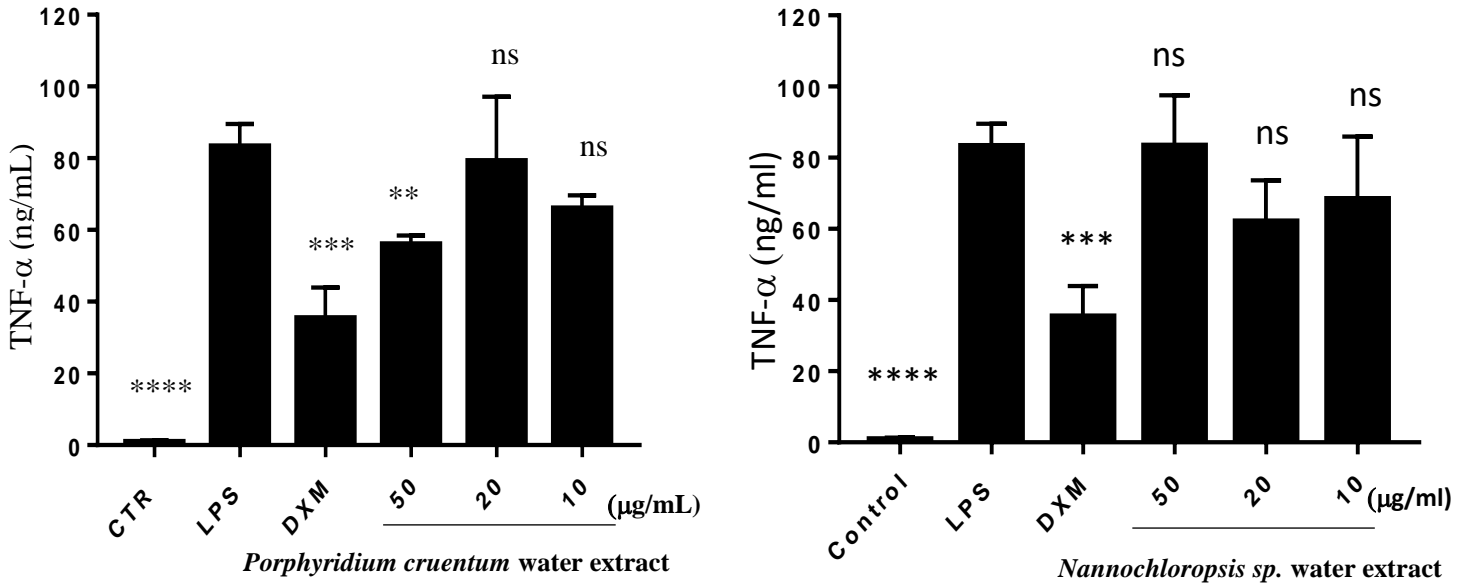 TNF-α (ng/mL)
120
100
80
60
40
20
0
****
***
**
ns
ns
CTR
LPS
DXM
50
20
10
(µg/mL)
Porphyridium cruentum water extract
TNF-α (ng/ml)
120
100
80
60
40
20
0
****
***
ns
ns
ns
Control
LPS
DXM
50
20
10
(µg/ml)
Nannochloropsis sp. water extract